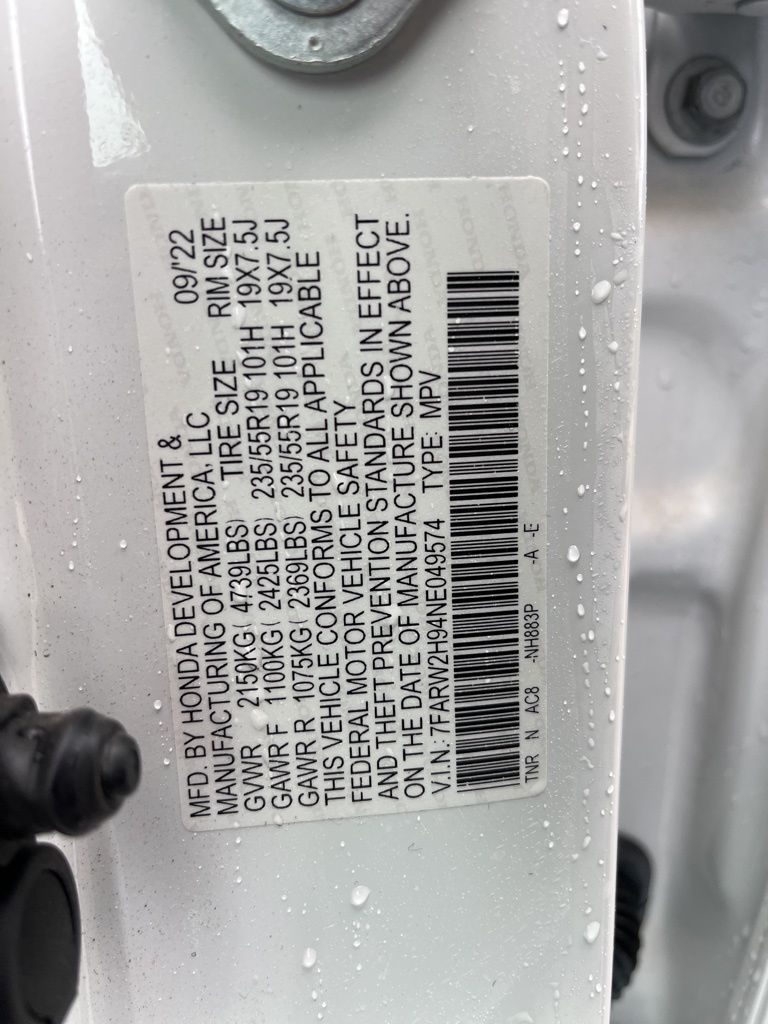 MFD. BY HONDA DEVELOPMENT &
MANUFACTURING OF AMERICA, LLC 09/'22
GVWR 2150KG( 4739LBS) TIRE SIZE RIM SIZE
GAWR F 1100KG( 2425LBS) 235/55R19 101H 19X7.5J
GAWR R 1075KG( 2369LBS) 235/55R19 101H 19X7.5J
THIS VEHICLE CONFORMS TO ALL APPLICABLE
FEDERAL MOTOR VEHICLE SAFETY
AND THEFT PREVENTION STANDARDS IN EFFECT
ON THE DATE OF MANUFACTURE SHOWN ABOVE.
V.I.N.: 7FARW2H94NE049574 TYPE: MPV
TNR N AC8 -NH883P -A -E